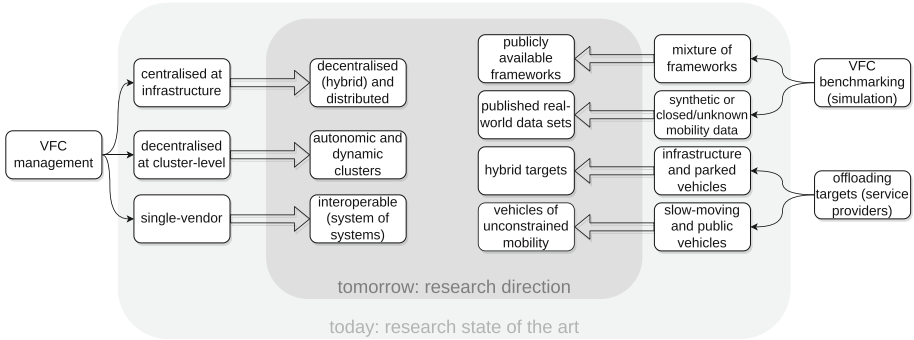 VFC
management
centralised at
infrastructure
decentralised
at cluster-level
single-vendor
decentralised
(hybrid) and
distributed
autonomic and
dynamic
clusters
interoperable
(system of
systems)
publicly
available
frameworks
published real-
world data sets
hybrid targets
vehicles of
unconstrained
mobility
mixture of
frameworks
synthetic or
closed/unknown
mobility data
infrastructure
and parked
vehicles
slow-moving
and public
vehicles
VFC
benchmarking
(simulation)
offloading
targets (service
providers)
tomorrow: research direction
today: research state of the art